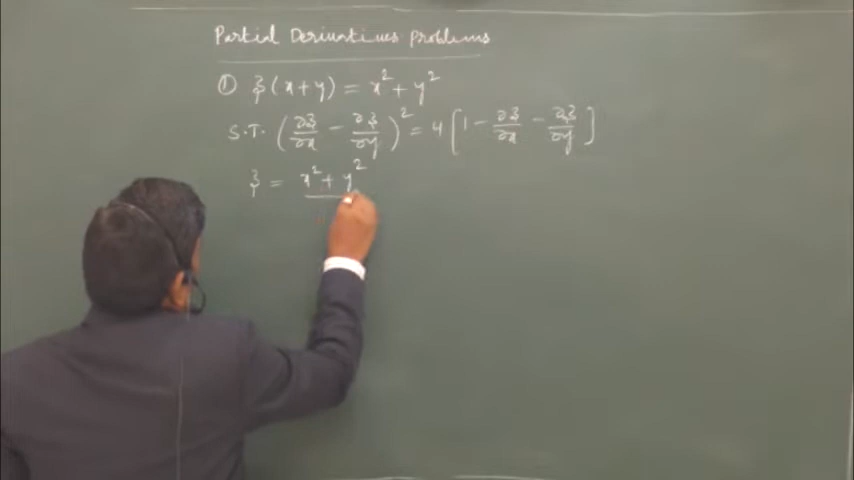 Partial Derivatives Problems
① z(x+y) = x² + y²
S.T. (∂z/∂x − ∂z/∂y)² = 4[1 − ∂z/∂x − ∂z/∂y]
z = x² + y²